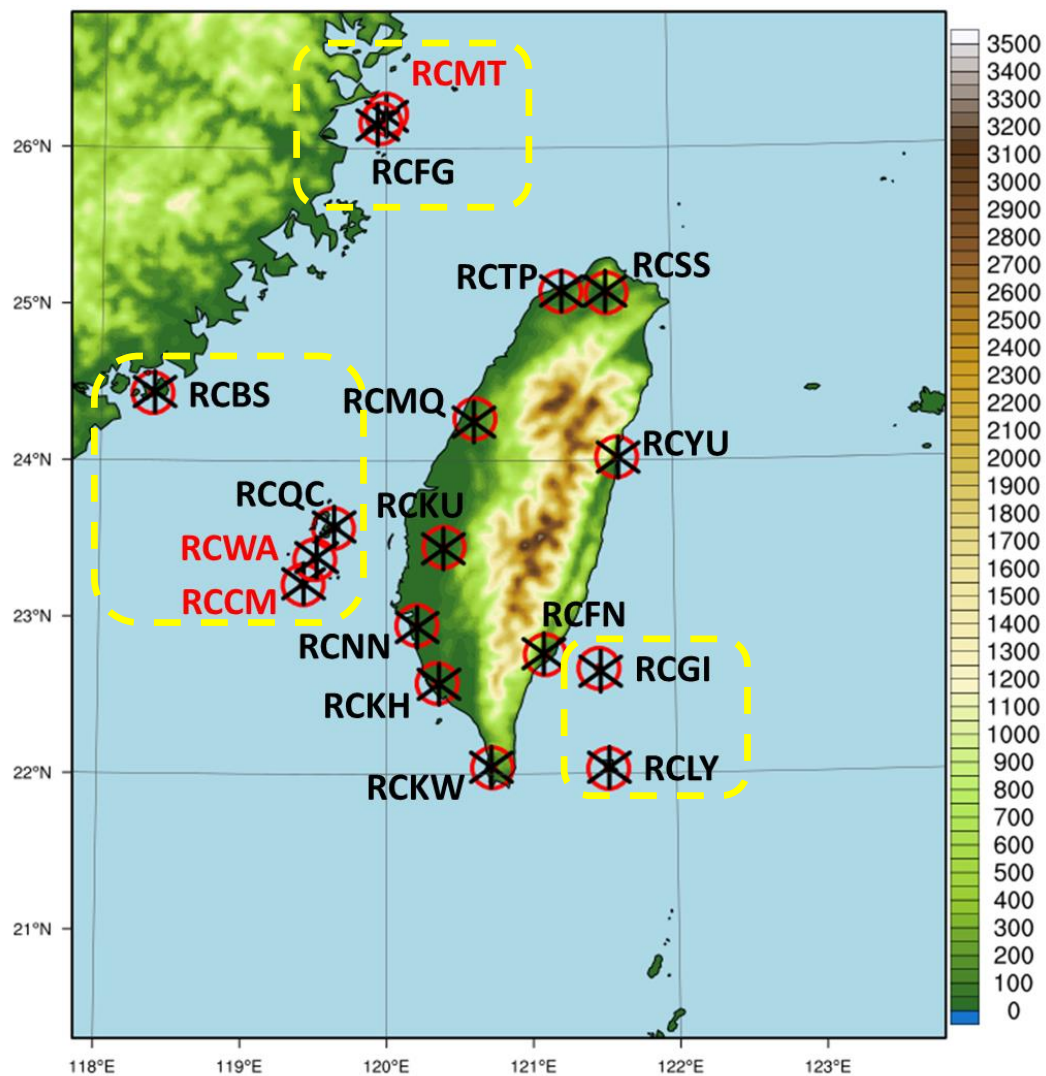 RCMT
RCFG
RCTP
RCSS
RCBS
RCMQ
RCYU
RCQC
RCKU
RCWA
RCCM
RCFN
RCNN
RCGI
RCKH
RCLY
RCKW
26°N
25°N
24°N
23°N
22°N
21°N
118°E
119°E
120°E
121°E
122°E
123°E
3500
3400
3300
3200
3100
3000
2900
2800
2700
2600
2500
2400
2300
2200
2100
2000
1900
1800
1700
1600
1500
1400
1300
1200
1100
1000
900
800
700
600
500
400
300
200
100
0